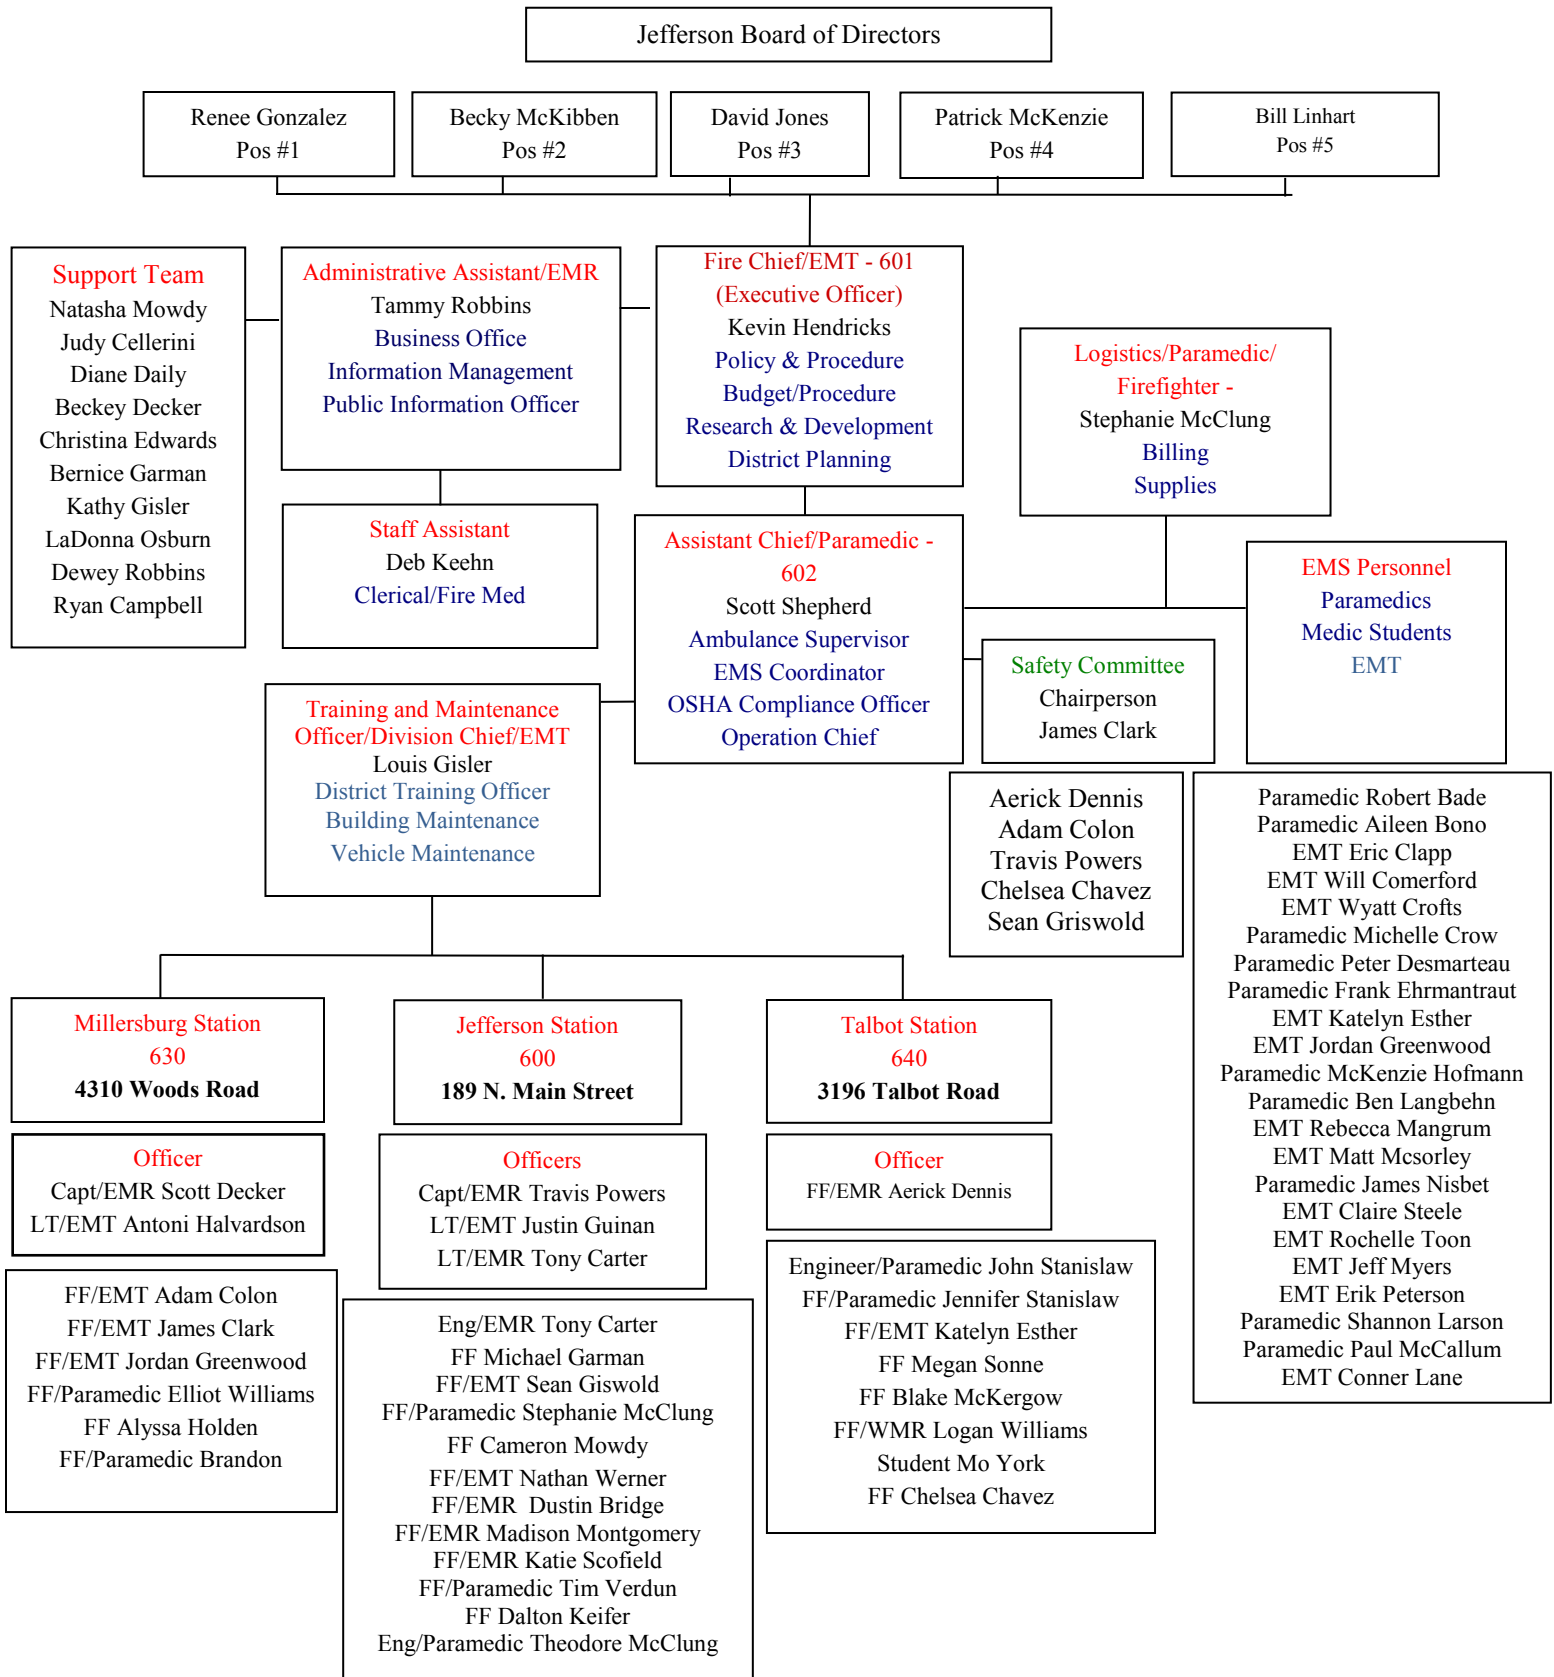 Jefferson Board of Directors
Renee Gonzalez
Pos #1
Becky McKibben
Pos #2
David Jones
Pos #3
Patrick McKenzie
Pos #4
Bill Linhart
Pos #5
Support Team
Natasha Mowdy
Judy Cellerini
Diane Daily
Beckey Decker
Christina Edwards
Bernice Garman
Kathy Gisler
LaDonna Osburn
Dewey Robbins
Ryan Campbell
Administrative Assistant/EMR
Tammy Robbins
Business Office
Information Management
Public Information Officer
Fire Chief/EMT - 601
(Executive Officer)
Kevin Hendricks
Policy & Procedure
Budget/Procedure
Research & Development
District Planning
Logistics/Paramedic/
Firefighter -
Stephanie McClung
Billing
Supplies
Staff Assistant
Deb Keehn
Clerical/Fire Med
Assistant Chief/Paramedic -
602
Scott Shepherd
Ambulance Supervisor
EMS Coordinator
OSHA Compliance Officer
Operation Chief
EMS Personnel
Paramedics
Medic Students
EMT
Safety Committee
Chairperson
James Clark
Training and Maintenance
Officer/Division Chief/EMT
Louis Gisler
District Training Officer
Building Maintenance
Vehicle Maintenance
Aerick Dennis
Adam Colon
Travis Powers
Chelsea Chavez
Sean Griswold
Paramedic Robert Bade
Paramedic Aileen Bono
EMT Eric Clapp
EMT Will Comerford
EMT Wyatt Crofts
Paramedic Michelle Crow
Paramedic Peter Desmarteau
Paramedic Frank Ehrmantraut
EMT Katelyn Esther
EMT Jordan Greenwood
Paramedic McKenzie Hofmann
Paramedic Ben Langbehn
EMT Rebecca Mangrum
EMT Matt Mcsorley
Paramedic James Nisbet
EMT Claire Steele
EMT Rochelle Toon
EMT Jeff Myers
EMT Erik Peterson
Paramedic Shannon Larson
Paramedic Paul McCallum
EMT Conner Lane
Millersburg Station
630
4310 Woods Road
Jefferson Station
600
189 N. Main Street
Talbot Station
640
3196 Talbot Road
Officer
Capt/EMR Scott Decker
LT/EMT Antoni Halvardson
Officers
Capt/EMR Travis Powers
LT/EMT Justin Guinan
LT/EMR Tony Carter
Officer
FF/EMR Aerick Dennis
FF/EMT Adam Colon
FF/EMT James Clark
FF/EMT Jordan Greenwood
FF/Paramedic Elliot Williams
FF Alyssa Holden
FF/Paramedic Brandon
Eng/EMR Tony Carter
FF Michael Garman
FF/EMT Sean Giswold
FF/Paramedic Stephanie McClung
FF Cameron Mowdy
FF/EMT Nathan Werner
FF/EMR Dustin Bridge
FF/EMR Madison Montgomery
FF/EMR Katie Scofield
FF/Paramedic Tim Verdun
FF Dalton Keifer
Eng/Paramedic Theodore McClung
Engineer/Paramedic John Stanislaw
FF/Paramedic Jennifer Stanislaw
FF/EMT Katelyn Esther
FF Megan Sonne
FF Blake McKergow
FF/WMR Logan Williams
Student Mo York
FF Chelsea Chavez